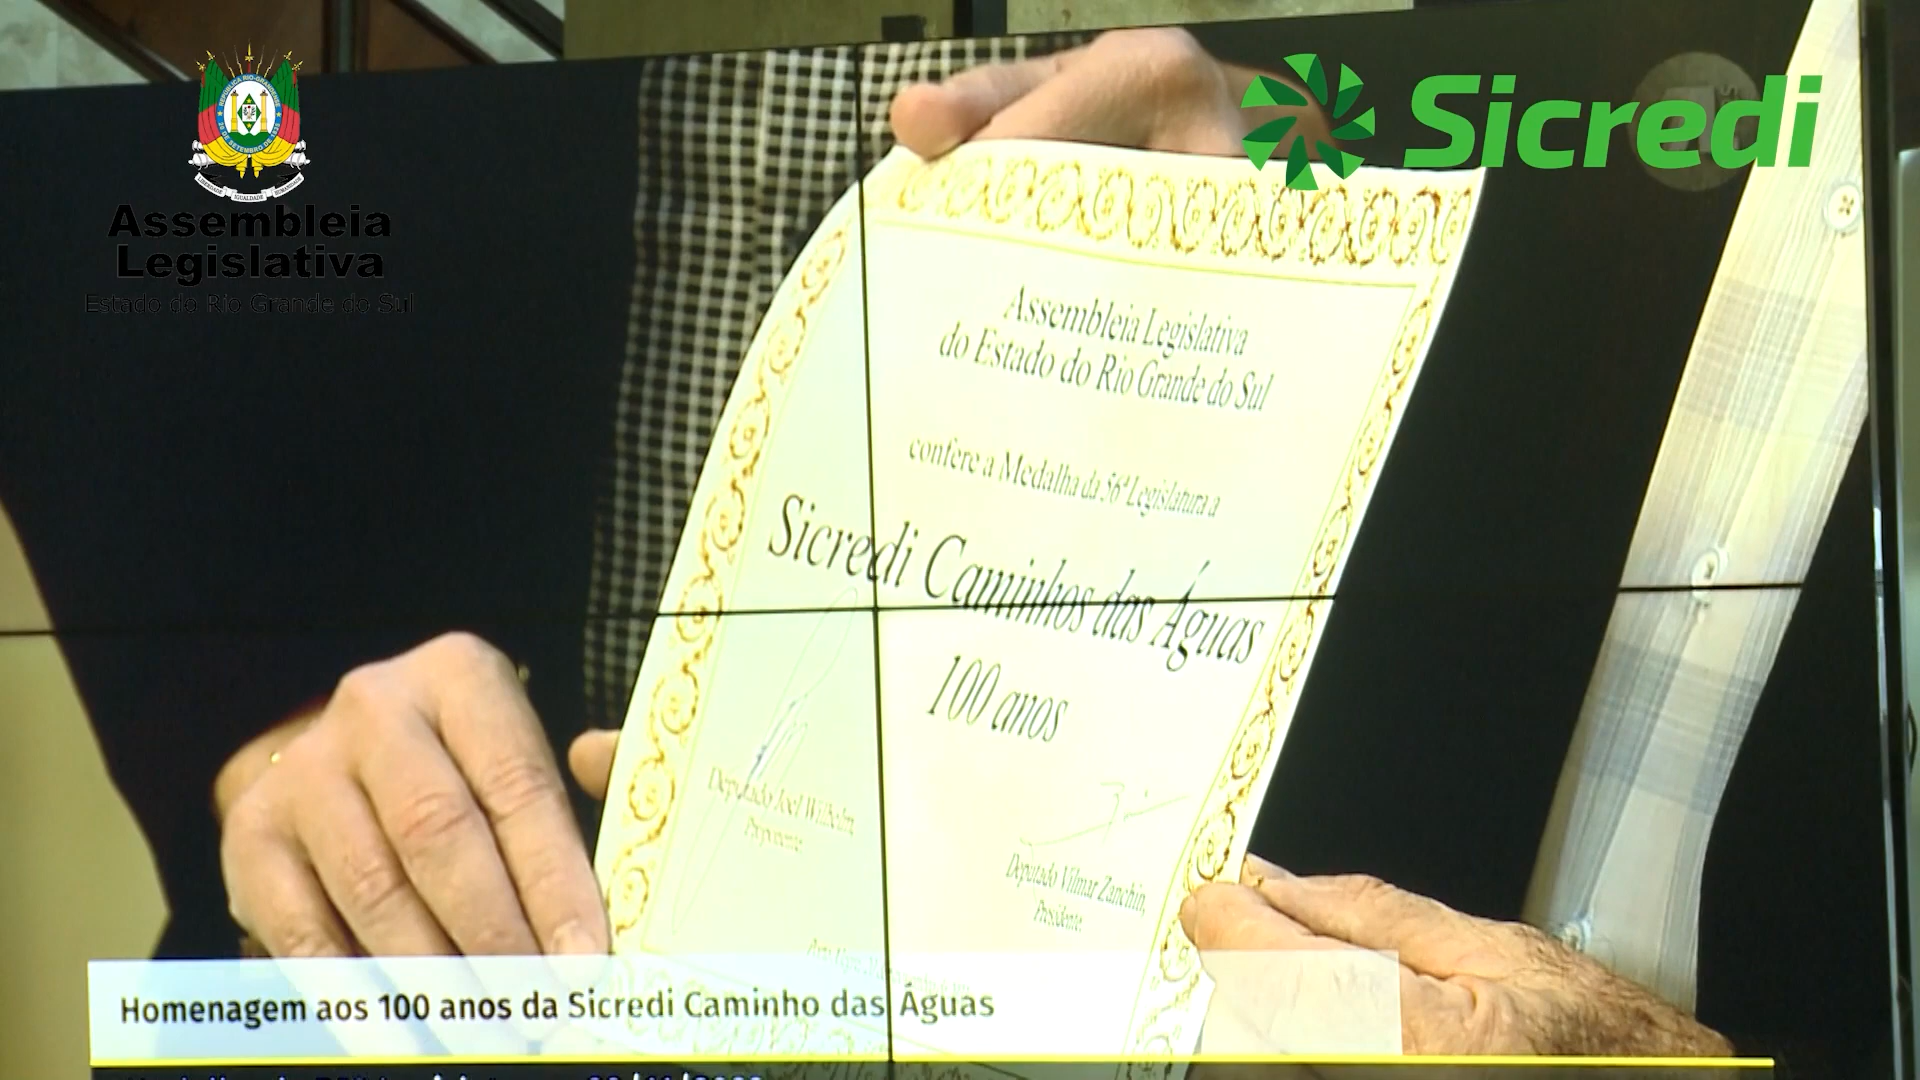 Assembleia
Legislativa
Estado do Rio Grande do Sul
Sicredi
Assembleia Legislativa
do Estado do Rio Grande do Sul
confere a Medalha da 56ª Legislatura a
Sicredi Caminhos das Águas
100 anos
Deputado Joel Wilhelm,
Proponente.
Deputado Vilmar Zanchin,
Presidente.
Homenagem aos 100 anos da Sicredi Caminho das Águas